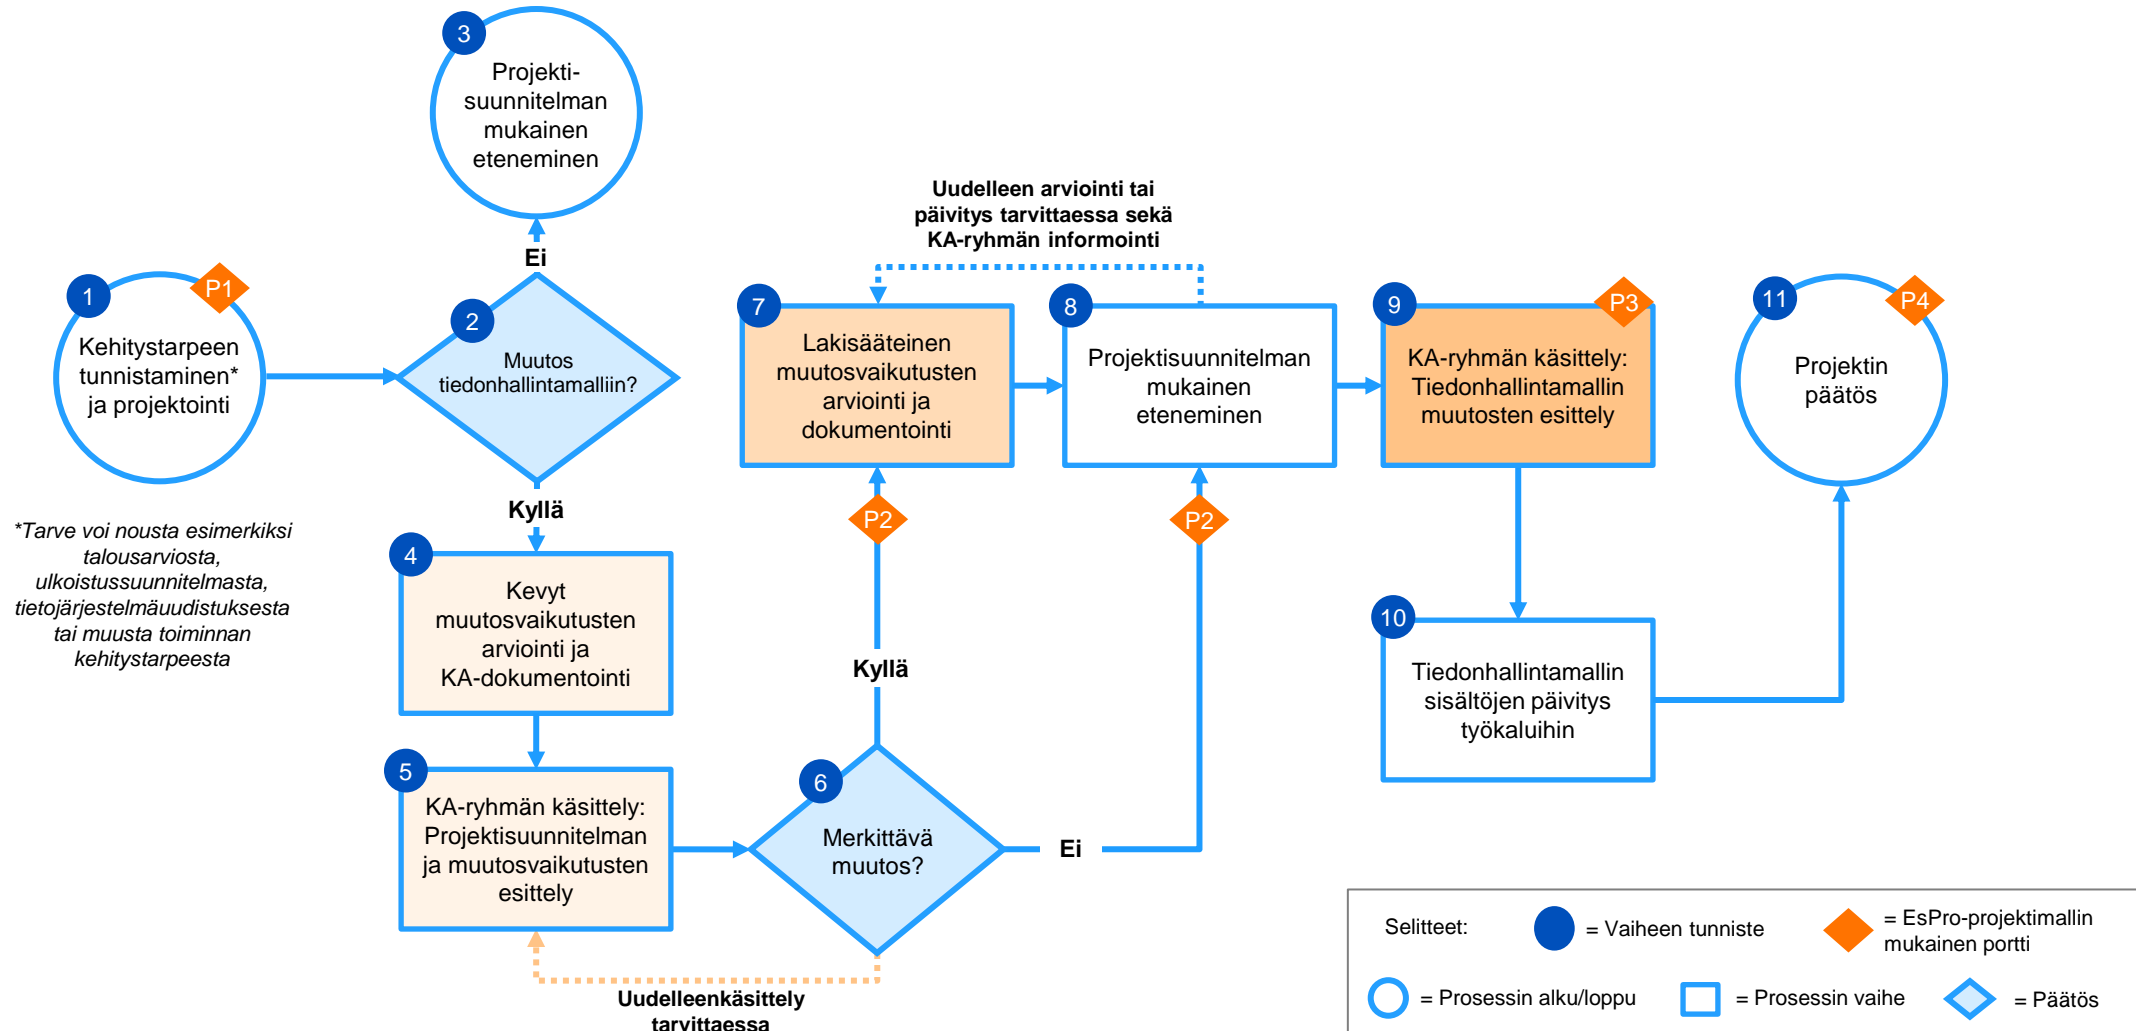 3
Projekti-
suunnitelman
mukainen
eteneminen
Ei
1
P1
Kehitystarpeen
tunnistaminen*
ja projektointi
*Tarve voi nousta esimerkiksi
talousarviosta,
ulkoistussuunnitelmasta,
tietojärjestelmäuudistuksesta
tai muusta toiminnan
kehitystarpeesta
2
Muutos
tiedonhallintamalliin?
Kyllä
4
Kevyt
muutosvaikutusten
arviointi ja
KA-dokumentointi
5
KA-ryhmän käsittely:
Projektisuunnitelman
ja muutosvaikutusten
esittely
6
Merkittävä
muutos?
Uudelleenkäsittely
tarvittaessa
Kyllä
P2
Ei
P2
Uudelleen arviointi tai
päivitys tarvittaessa sekä
KA-ryhmän informointi
7
Lakisääteinen
muutosvaikutusten
arviointi ja
dokumentointi
8
Projektisuunnitelman
mukainen
eteneminen
9
P3
KA-ryhmän käsittely:
Tiedonhallintamallin
muutosten esittely
10
Tiedonhallintamallin
sisältöjen päivitys
työkaluihin
11
P4
Projektin
päätös
Selitteet:
= Vaiheen tunniste
= EsPro-projektimallin
mukainen portti
= Prosessin alku/loppu
= Prosessin vaihe
= Päätös